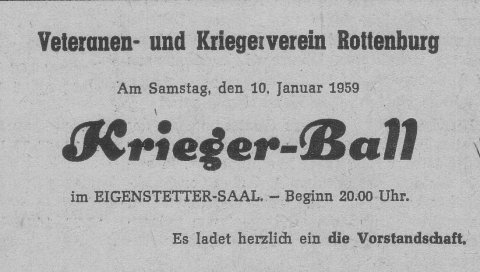 Veteranen- und Kriegerverein Rottenburg
Am Samstag, den 10. Januar 1959
Krieger-Ball
im EIGENSTETTER-SAAL. — Beginn 20.00 Uhr.
Es ladet herzlich ein die Vorstandschaft.